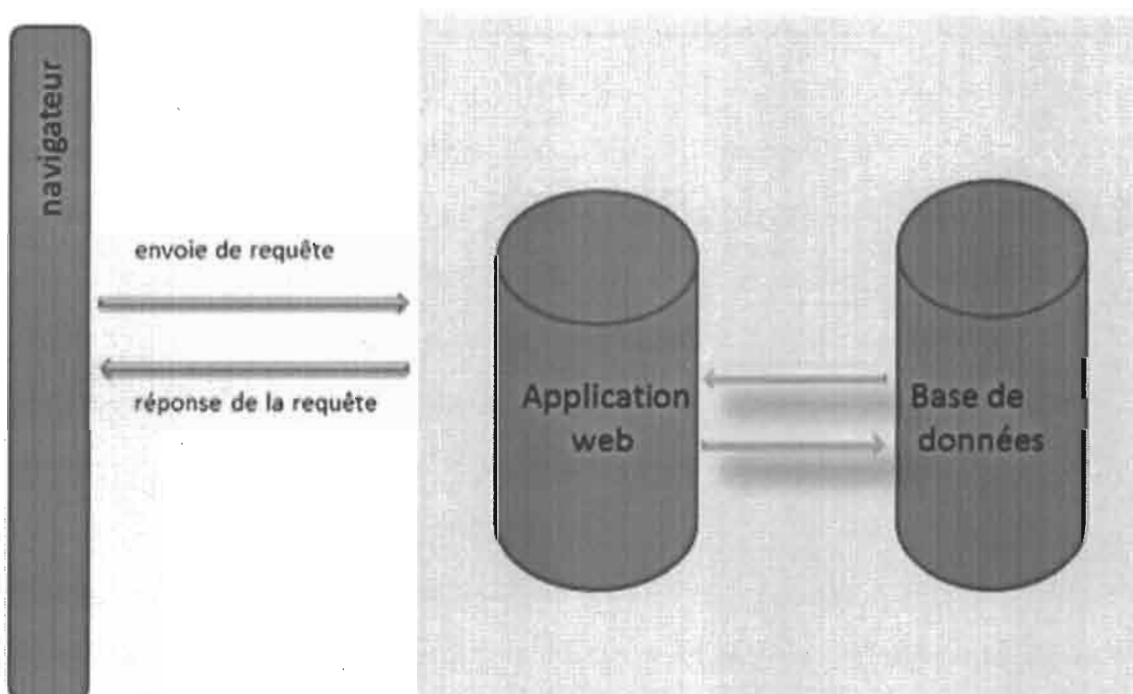 navigateur
envoie de requête
réponse de la requête
Application
web
Base de
données